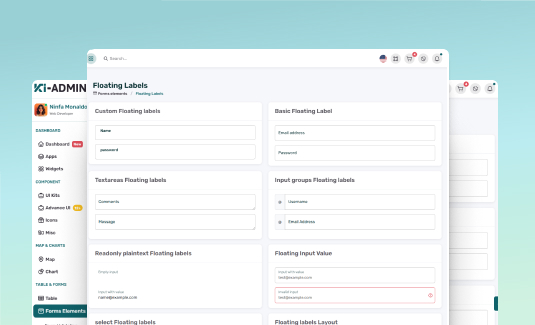 Search...
Ki-ADMIN
Ninfa Monaldo
Web Developer
DASHBOARD
Dashboard
New
Apps
Widgets
COMPONENT
UI Kits
Advance UI
Icons
Misc
MAP & CHARTS
Map
Chart
TABLE & FORMS
Table
Forms Elements
Floating Labels
Forms elements / Floating Labels
Custom Floating labels
Name
password
Basic Floating Label
Email address
Password
Textareas Floating labels
Comments
Message
Input groups Floating labels
@ Username
@ Email Address
Readonly plaintext Floating labels
Empty input
Input with value
name@example.com
Floating Input Value
Input with value
test@example.com
Invalid input
test@example.com
select Floating labels
Floating labels Layout